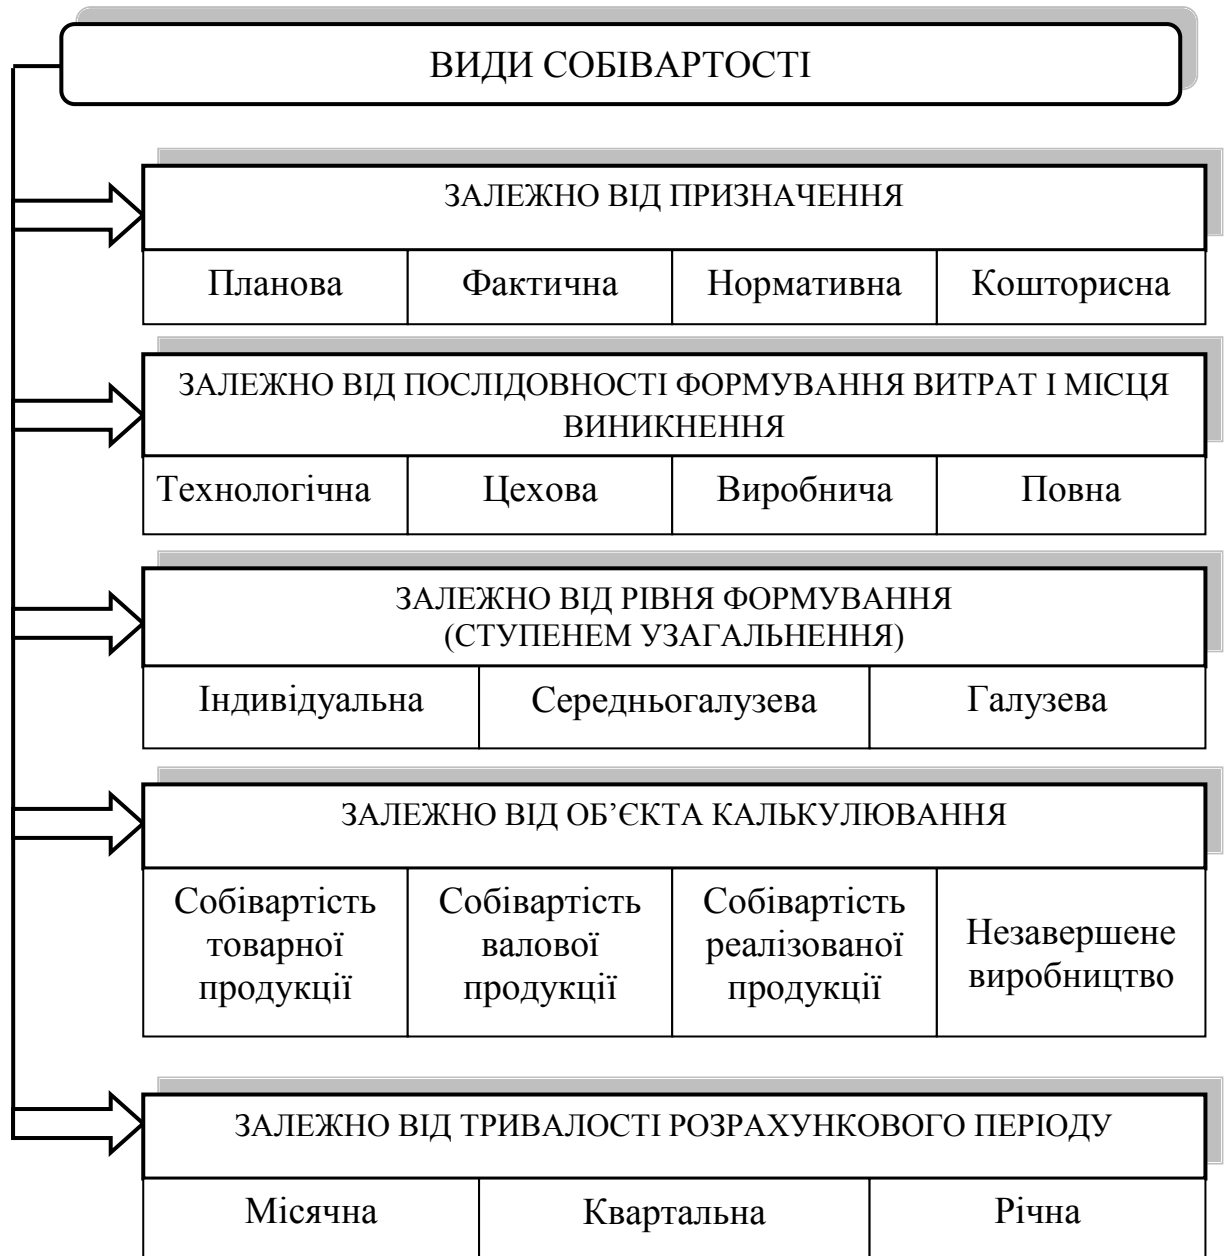 ВИДИ СОБІВАРТОСТІ
ЗАЛЕЖНО ВІД ПРИЗНАЧЕННЯ
Планова Фактична Нормативна Кошторисна
ЗАЛЕЖНО ВІД ПОСЛІДОВНОСТІ ФОРМУВАННЯ ВИТРАТ І МІСЦЯ
ВИНИКНЕННЯ
Технологічна Цехова Виробнича Повна
ЗАЛЕЖНО ВІД РІВНЯ ФОРМУВАННЯ
(СТУПЕНЕМ УЗАГАЛЬНЕННЯ)
Індивідуальна Середньогалузева Галузева
ЗАЛЕЖНО ВІД ОБ’ЄКТА КАЛЬКУЛЮВАННЯ
Собівартість
товарної
продукції
Собівартість
валової
продукції
Собівартість
реалізованої
продукції
Незавершене
виробництво
ЗАЛЕЖНО ВІД ТРИВАЛОСТІ РОЗРАХУНКОВОГО ПЕРІОДУ
Місячна Квартальна Річна